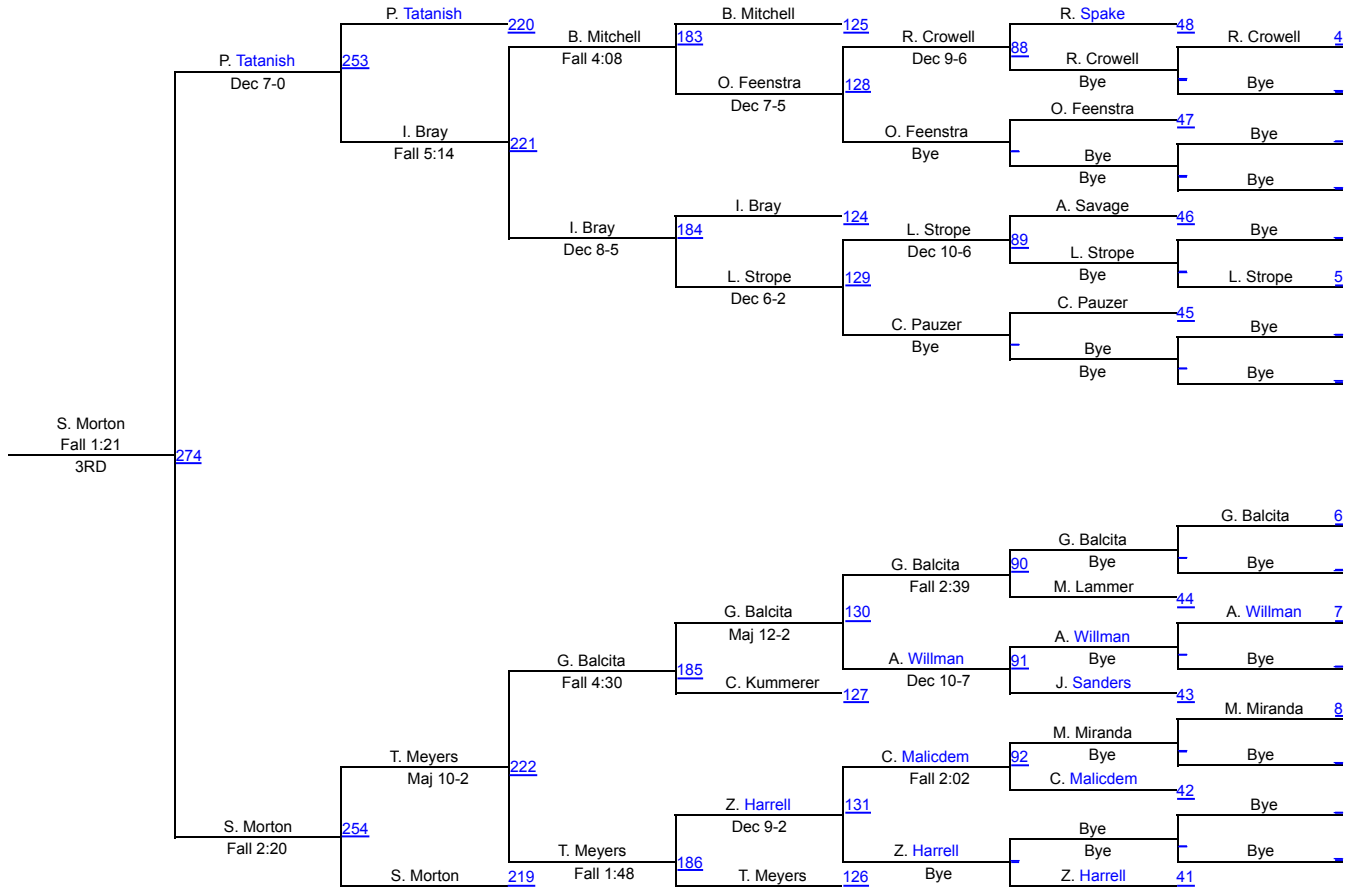 P. Tatanish
220
B. Mitchell
125
R. Spake
48
R. Crowell 4
B. Mitchell
183
Fall 4:08
R. Crowell
88
Dec 9-6
R. Crowell
Bye
Bye
P. Tatanish
253
Dec 7-0
O. Feenstra
128
Dec 7-5
O. Feenstra
47
Bye
I. Bray
221
Fall 5:14
O. Feenstra
Bye
Bye
Bye
Bye
I. Bray
124
A. Savage
46
Bye
I. Bray
184
Dec 8-5
L. Strope
89
Dec 10-6
L. Strope
Bye
L. Strope 5
L. Strope
129
Dec 6-2
C. Pauzer
45
Bye
C. Pauzer
Bye
Bye
Bye
Bye
S. Morton
Fall 1:21
274
3RD
G. Balcita 6
G. Balcita
Bye
Bye
G. Balcita
90
Fall 2:39
M. Lammer
44
G. Balcita
130
Maj 12-2
A. Willman 7
A. Willman
Bye
Bye
G. Balcita
185
Fall 4:30
A. Willman
91
Dec 10-7
C. Kummerer
127
J. Sanders
43
M. Miranda 8
M. Miranda
Bye
Bye
T. Meyers
222
Maj 10-2
C. Malicdem
92
Fall 2:02
C. Malicdem
42
Z. Harrell
131
Dec 9-2
Bye
S. Morton
254
Fall 2:20
Bye
Bye
Bye
T. Meyers
186
Fall 1:48
Z. Harrell
Bye
S. Morton
219
T. Meyers
126
Z. Harrell
41